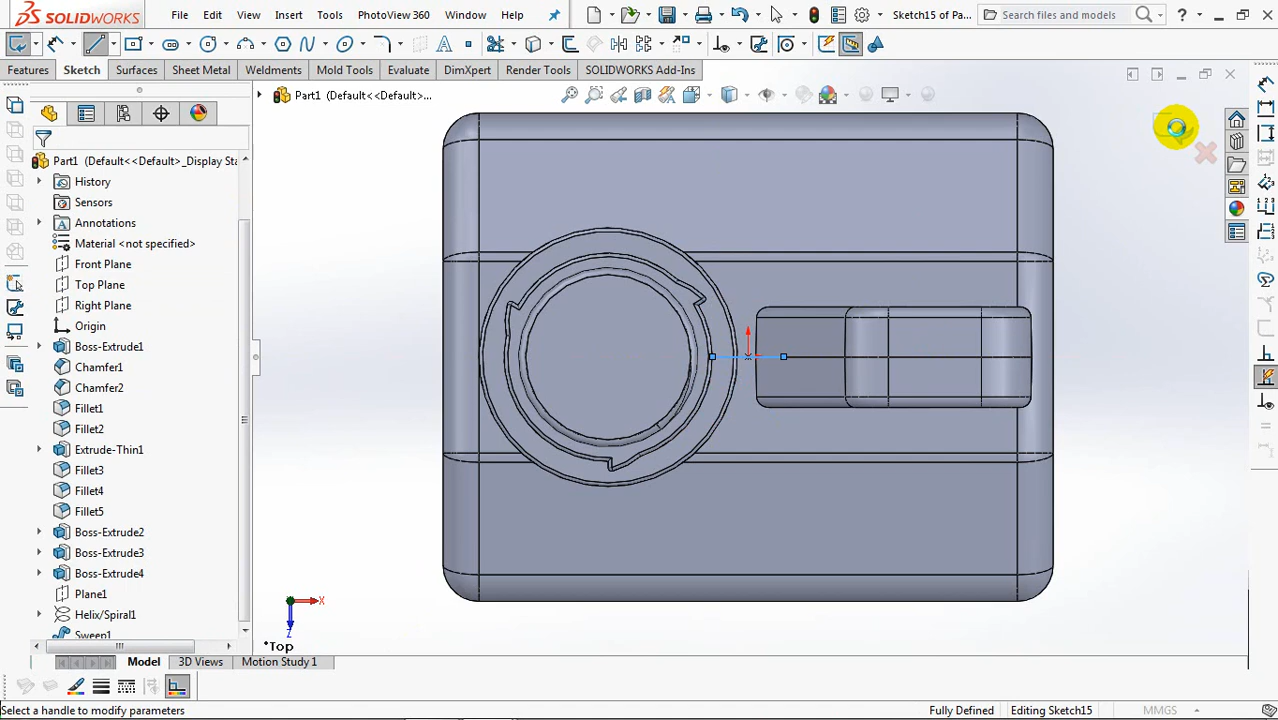 SOLIDWORKS File Edit View Insert Tools PhotoView 360 Window Help Sketch15 of Pa... Search files and models ?
Features Sketch Surfaces Sheet Metal Weldments Mold Tools Evaluate DimXpert Render Tools SOLIDWORKS Add-Ins
Part1 (Default<<Default>...
Part1 (Default<<Default>_Display Sta
History
Sensors
Annotations
Material <not specified>
Front Plane
Top Plane
Right Plane
Origin
Boss-Extrude1
Chamfer1
Chamfer2
Fillet1
Fillet2
Extrude-Thin1
Fillet3
Fillet4
Fillet5
Boss-Extrude2
Boss-Extrude3
Boss-Extrude4
Plane1
Helix/Spiral1
Sweep1
X
Z
*Top
Model 3D Views Motion Study 1
Select a handle to modify parameters Fully Defined Editing Sketch15 MMGS